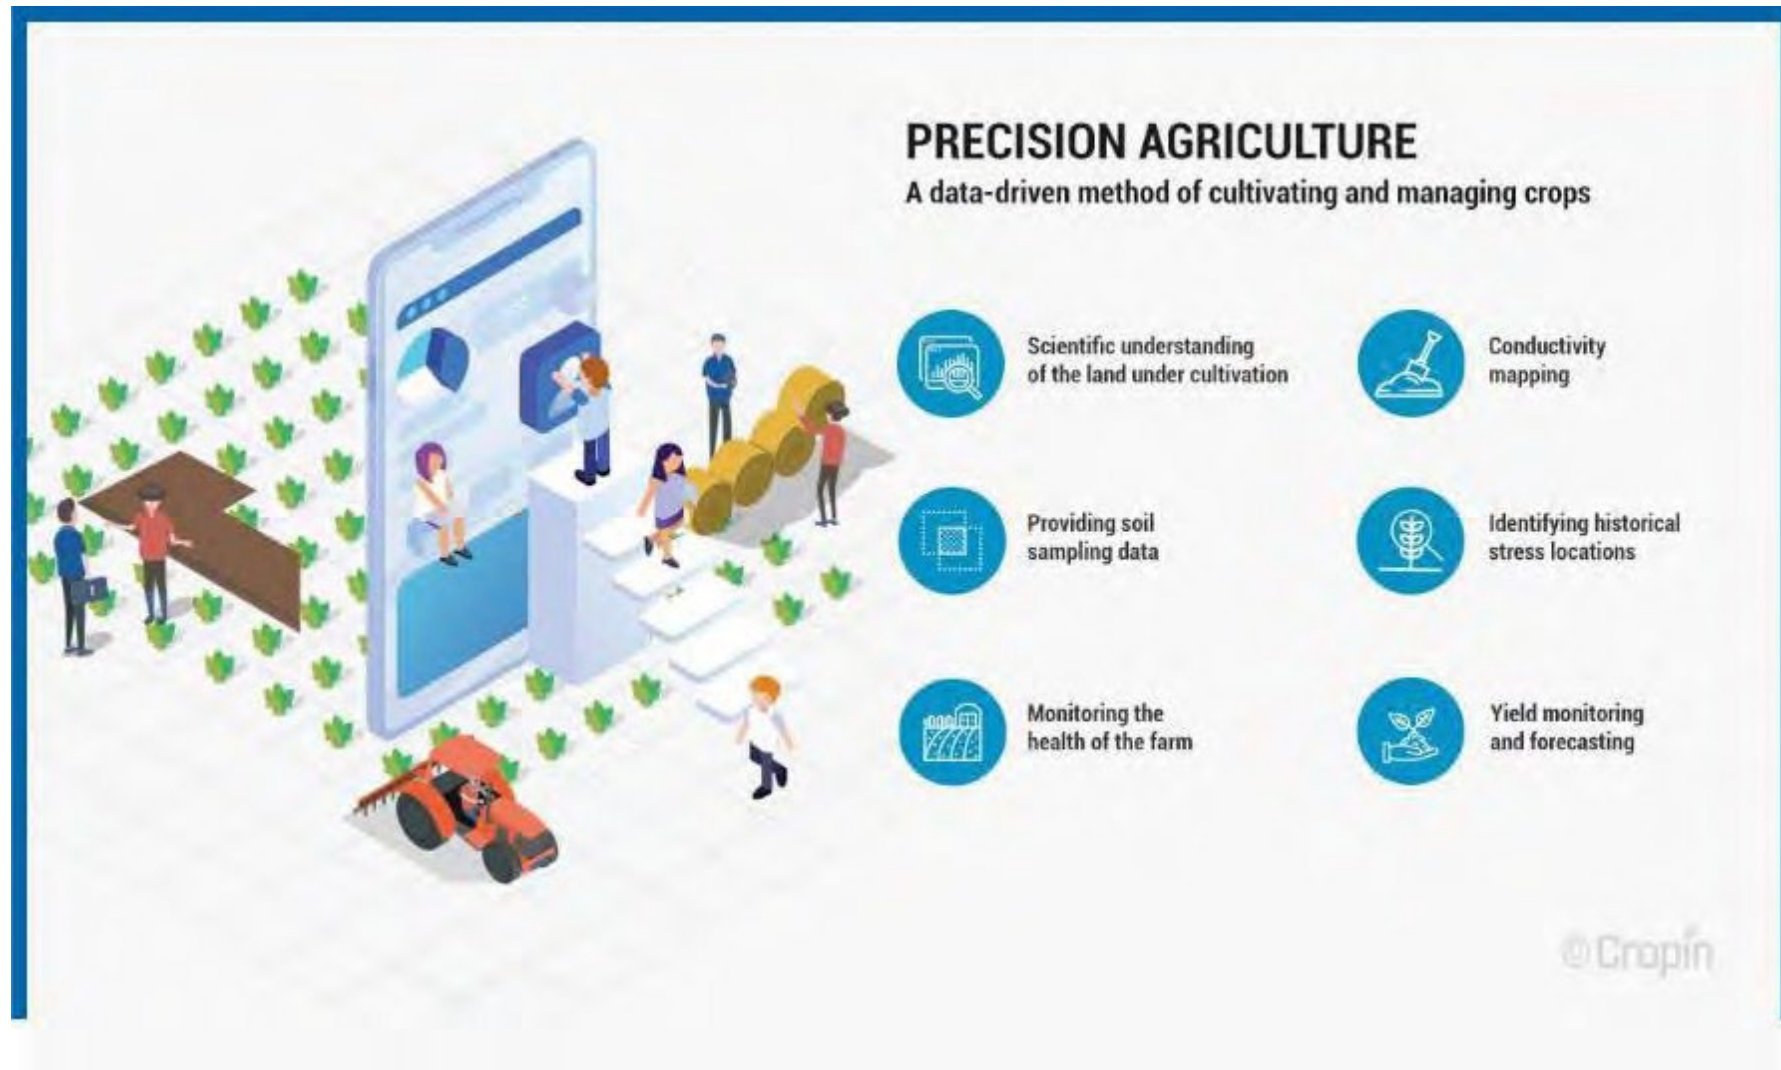 PRECISION AGRICULTURE
A data-driven method of cultivating and managing crops
Scientific understanding
of the land under cultivation
Conductivity
mapping
Providing soil
sampling data
Identifying historical
stress locations
Monitoring the
health of the farm
Yield monitoring
and forecasting
© Cropin